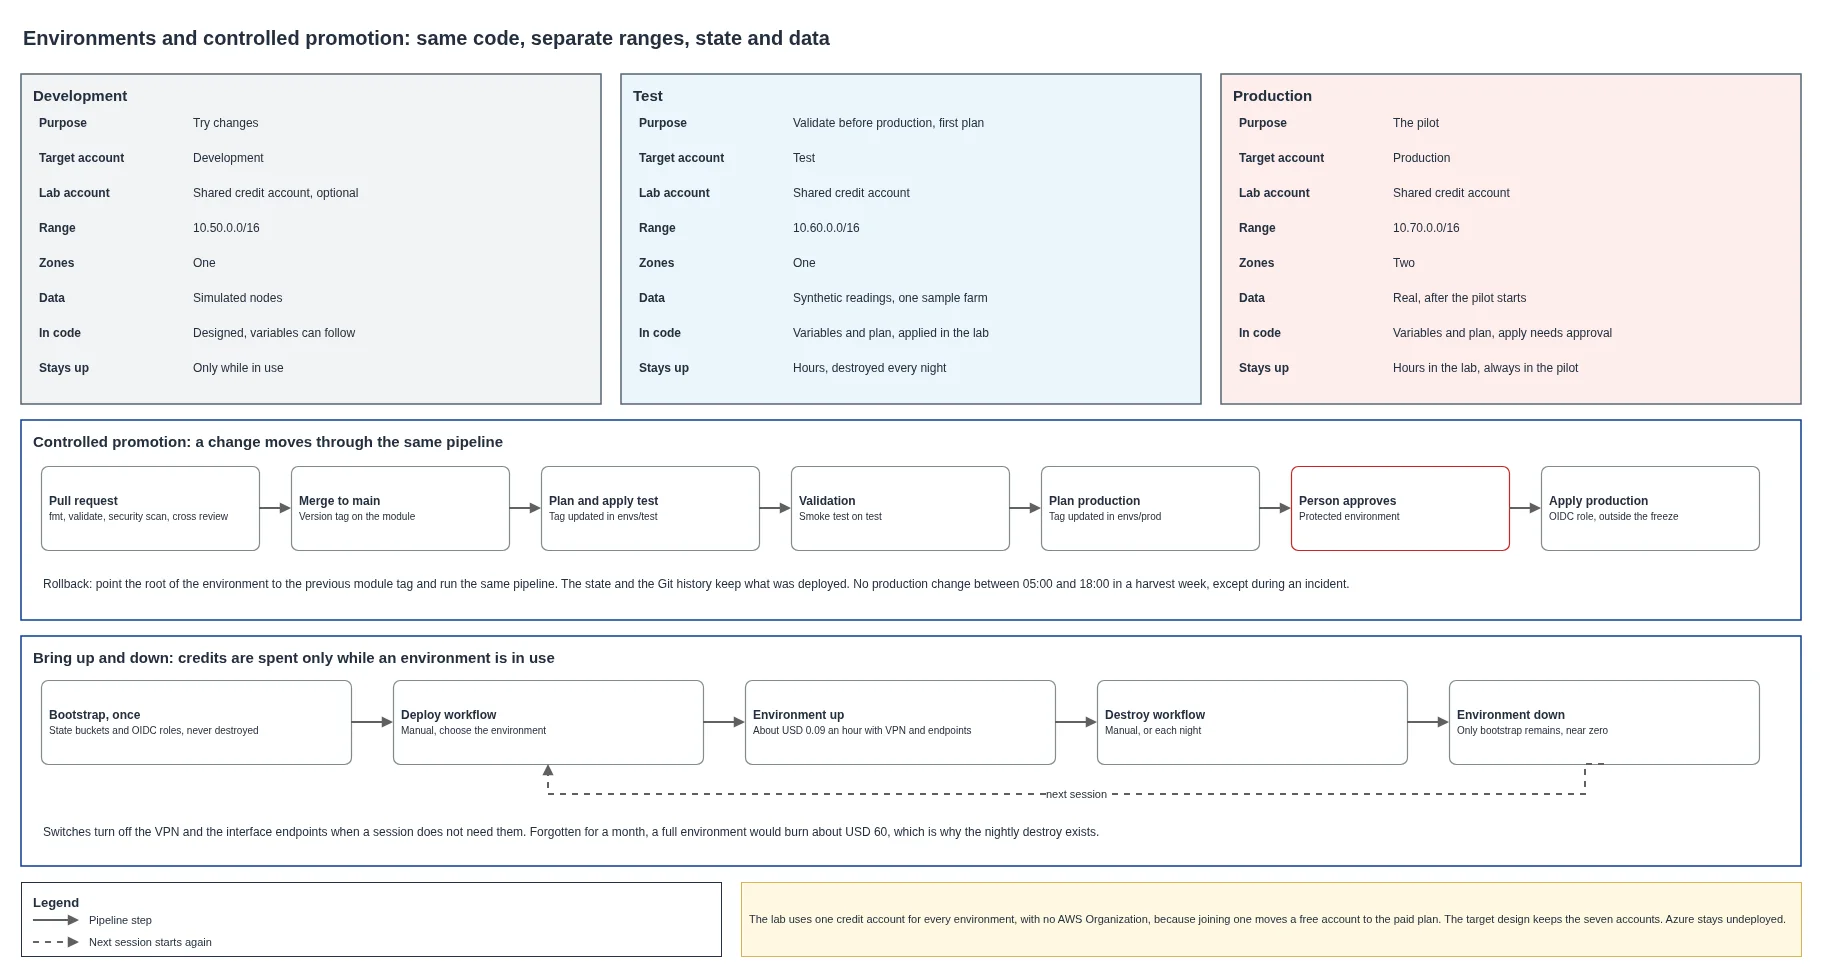 Environments and controlled promotion: same code, separate ranges, state and data
Development
Purpose Try changes
Target account Development
Lab account Shared credit account, optional
Range 10.50.0.0/16
Zones One
Data Simulated nodes
In code Designed, variables can follow
Stays up Only while in use
Test
Purpose Validate before production, first plan
Target account Test
Lab account Shared credit account
Range 10.60.0.0/16
Zones One
Data Synthetic readings, one sample farm
In code Variables and plan, applied in the lab
Stays up Hours, destroyed every night
Production
Purpose The pilot
Target account Production
Lab account Shared credit account
Range 10.70.0.0/16
Zones Two
Data Real, after the pilot starts
In code Variables and plan, apply needs approval
Stays up Hours in the lab, always in the pilot
Controlled promotion: a change moves through the same pipeline
Pull request
fmt, validate, security scan, cross review
Merge to main
Version tag on the module
Plan and apply test
Tag updated in envs/test
Validation
Smoke test on test
Plan production
Tag updated in envs/prod
Person approves
Protected environment
Apply production
OIDC role, outside the freeze
Rollback: point the root of the environment to the previous module tag and run the same pipeline. The state and the Git history keep what was deployed. No production change between 05:00 and 18:00 in a harvest week, except during an incident.
Bring up and down: credits are spent only while an environment is in use
Bootstrap, once
State buckets and OIDC roles, never destroyed
Deploy workflow
Manual, choose the environment
Environment up
About USD 0.09 an hour with VPN and endpoints
Destroy workflow
Manual, or each night
Environment down
Only bootstrap remains, near zero
next session
Switches turn off the VPN and the interface endpoints when a session does not need them. Forgotten for a month, a full environment would burn about USD 60, which is why the nightly destroy exists.
Legend
Pipeline step
Next session starts again
The lab uses one credit account for every environment, with no AWS Organization, because joining one moves a free account to the paid plan. The target design keeps the seven accounts. Azure stays undeployed.